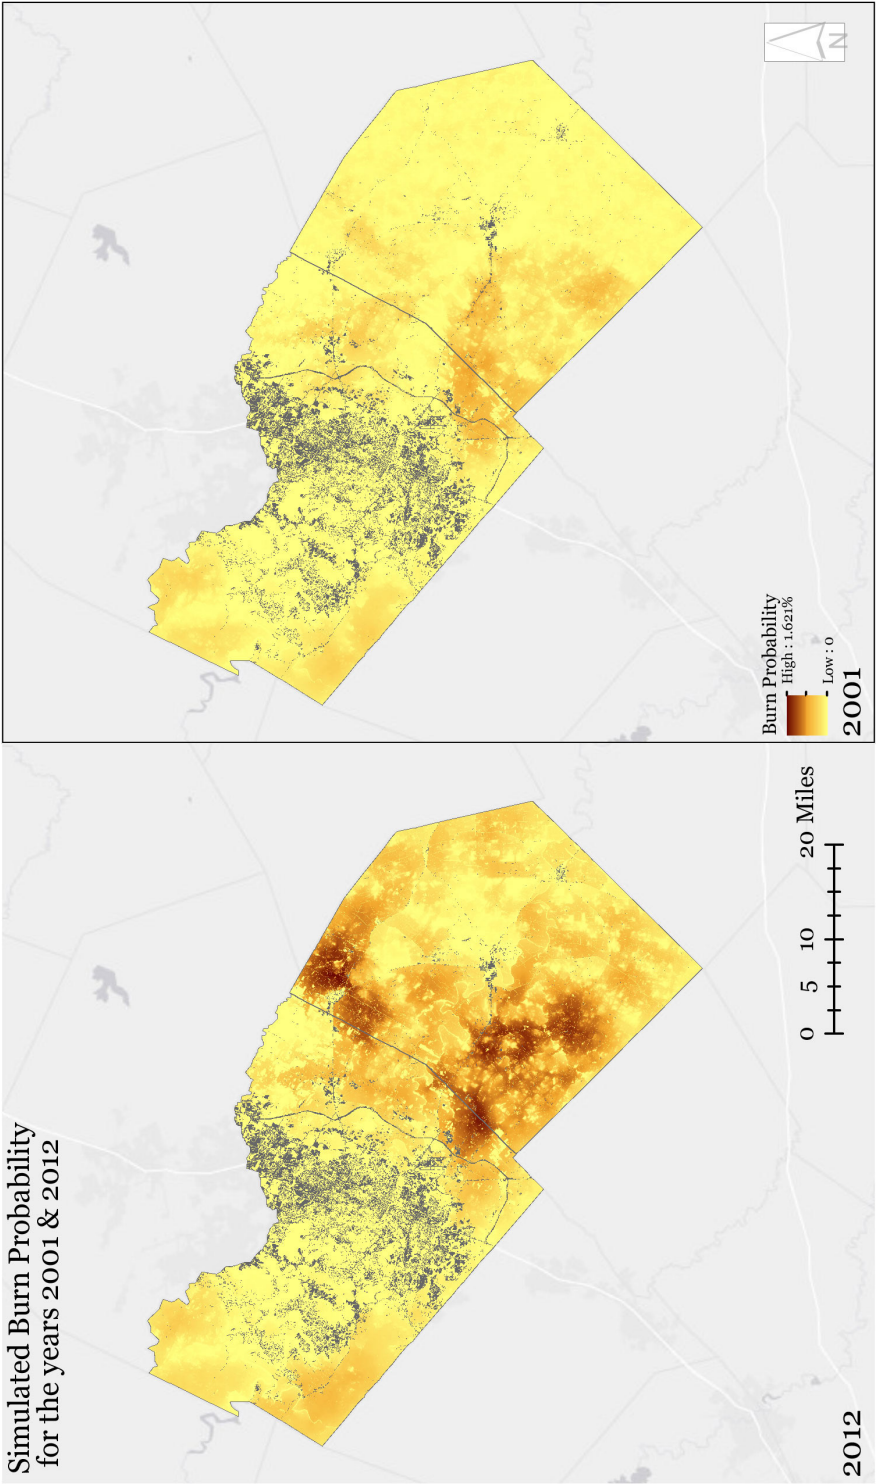 Simulated Burn Probability
for the years 2001 & 2012
2012
0 5 10 20 Miles
Burn Probability
High : 1.621%
Low : 0
2001
N